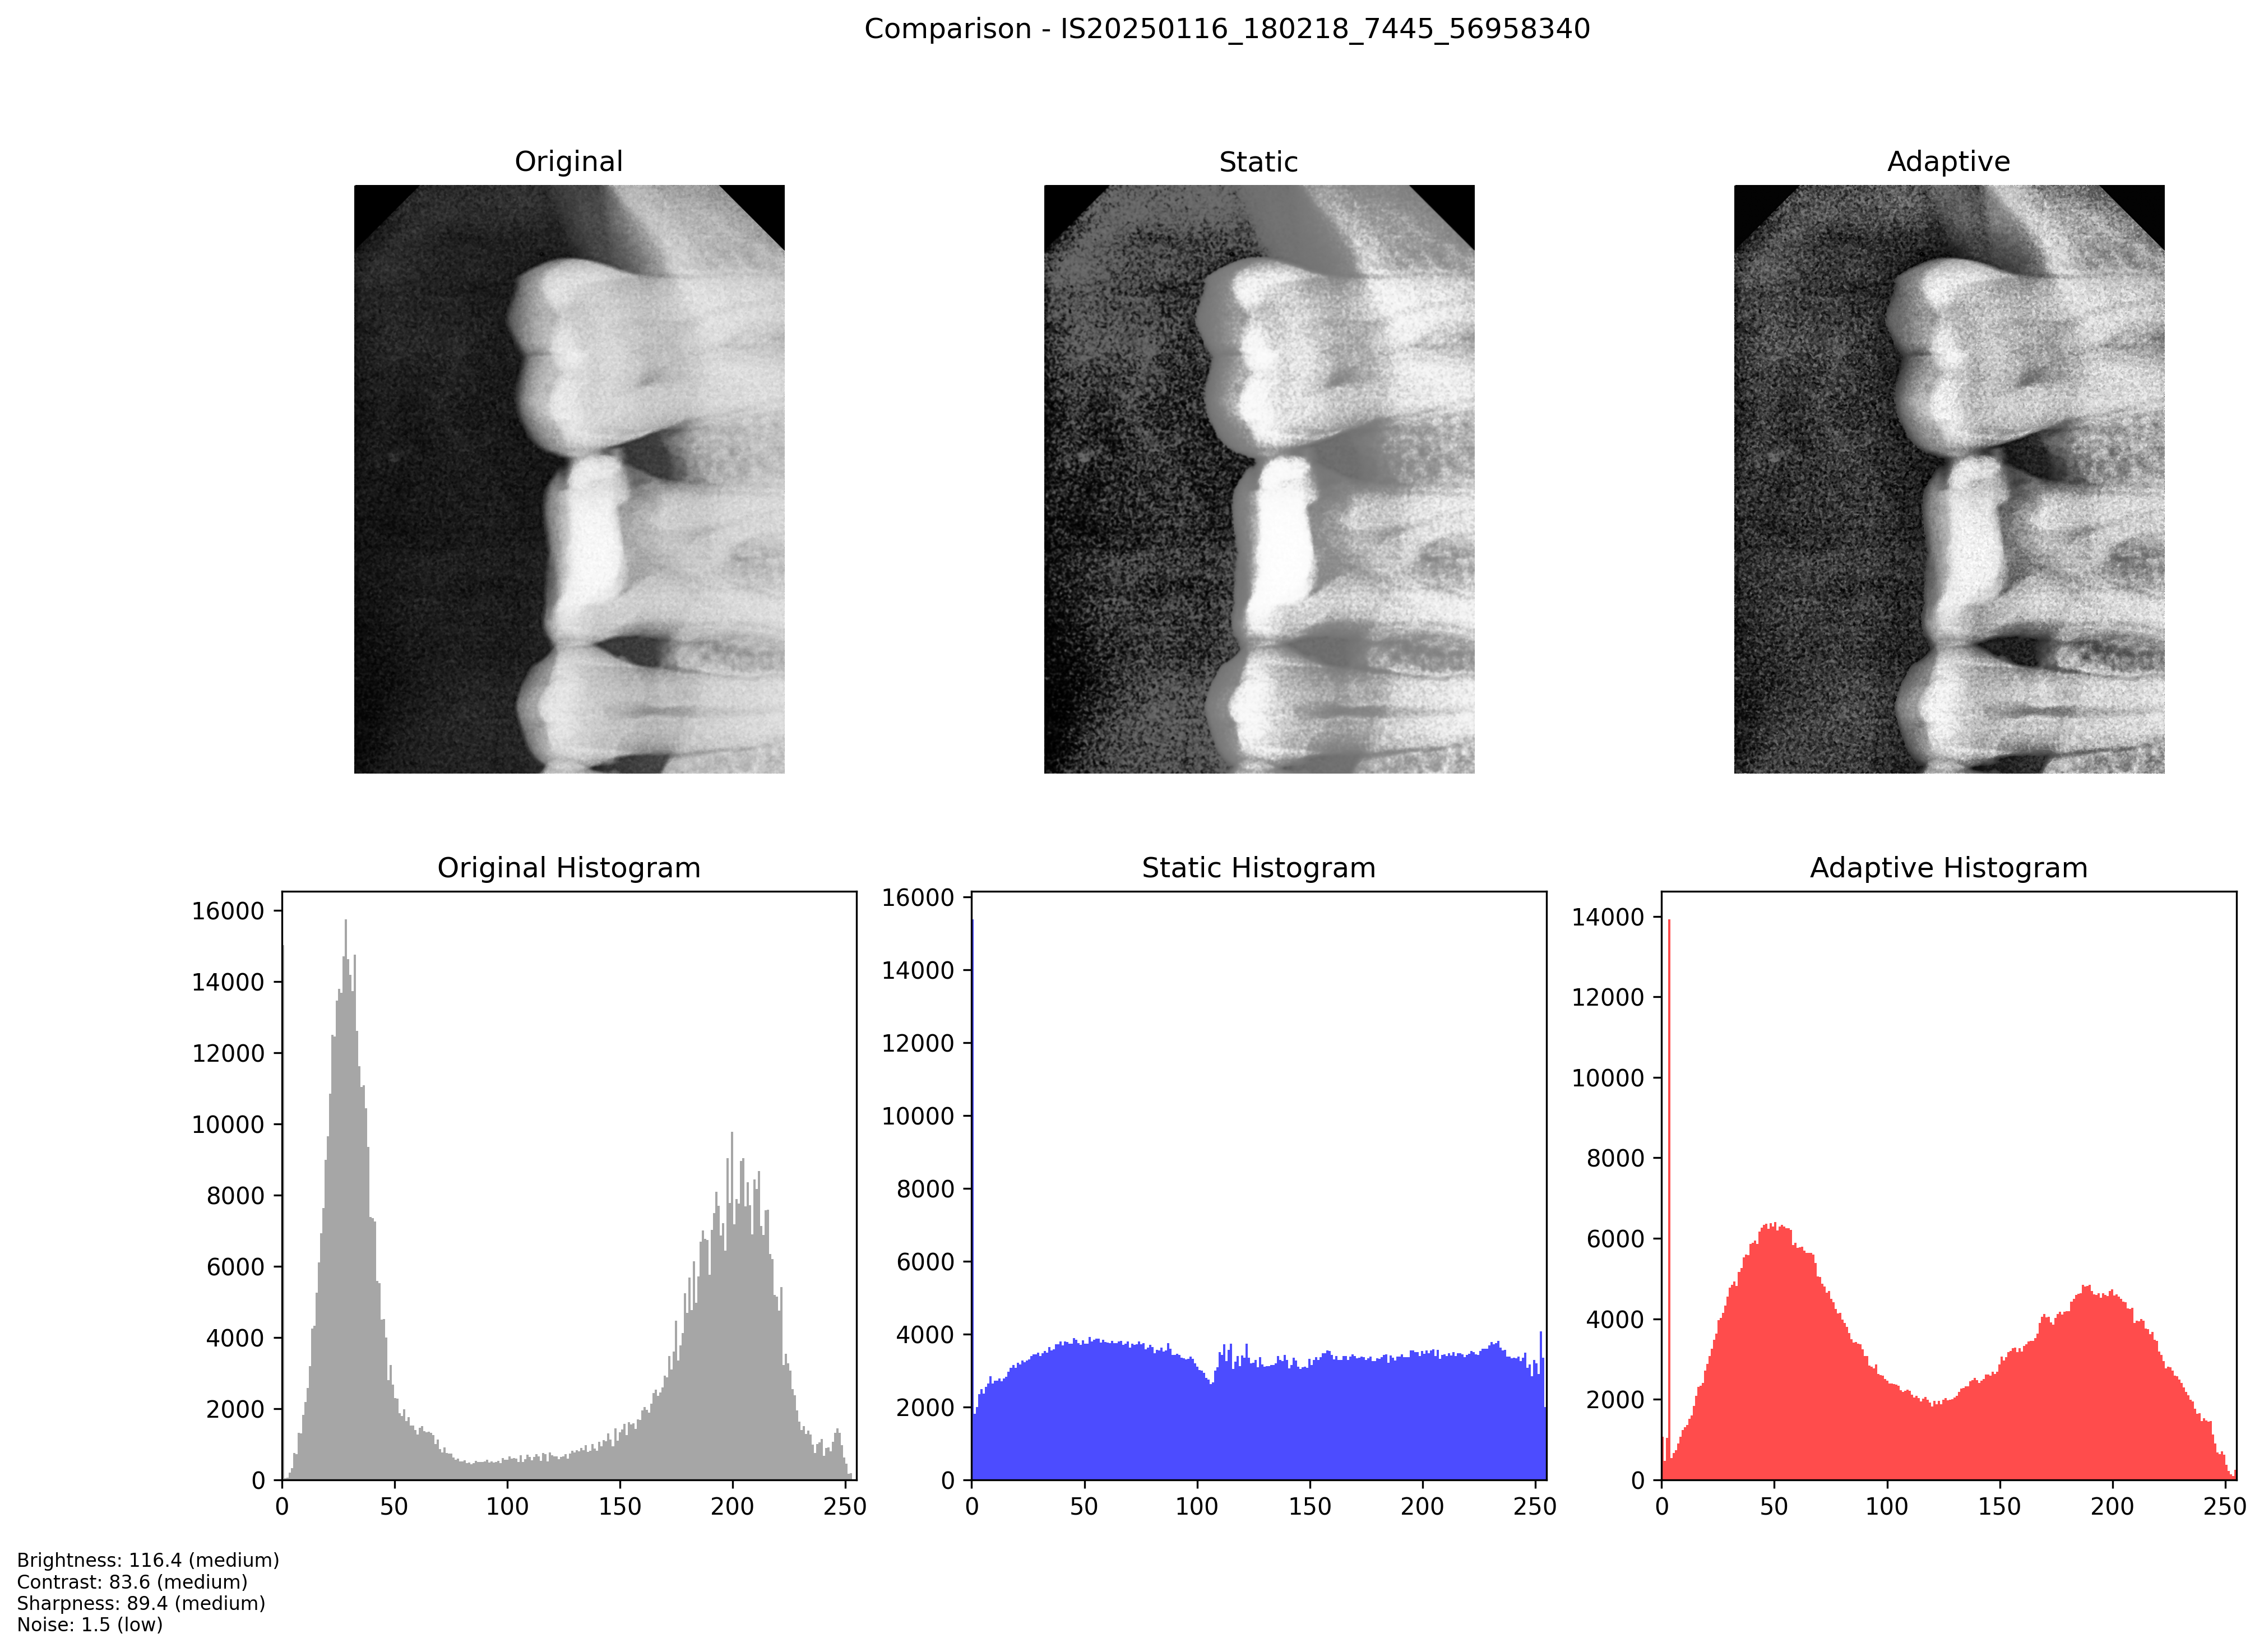 Comparison - IS20250116_180218_7445_56958340
Original
Static
Adaptive
Original Histogram
Static Histogram
Adaptive Histogram
16000
14000
12000
10000
8000
6000
4000
2000
0
0 50 100 150 200 250
16000
14000
12000
10000
8000
6000
4000
2000
0
0 50 100 150 200 250
14000
12000
10000
8000
6000
4000
2000
0
0 50 100 150 200 250
Brightness: 116.4 (medium)
Contrast: 83.6 (medium)
Sharpness: 89.4 (medium)
Noise: 1.5 (low)